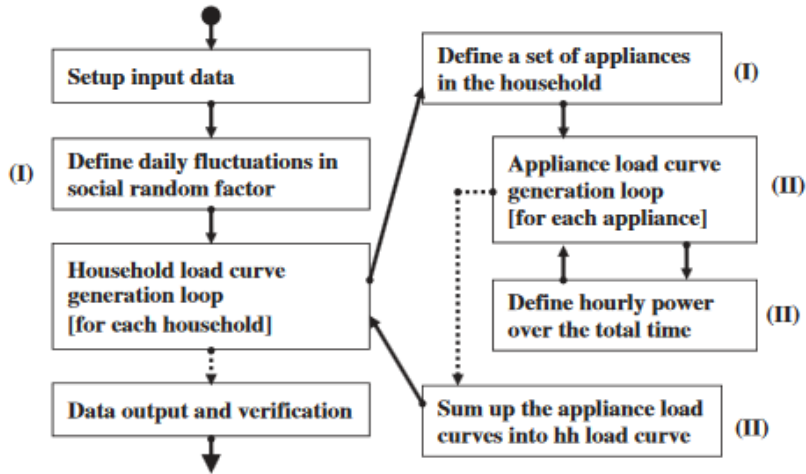 Setup input data
(I)
Define daily fluctuations in
social random factor
Household load curve
generation loop
[for each household]
Data output and verification
Define a set of appliances
in the household
(I)
Appliance load curve
generation loop
[for each appliance]
(II)
Define hourly power
over the total time
(II)
Sum up the appliance load
curves into hh load curve
(II)